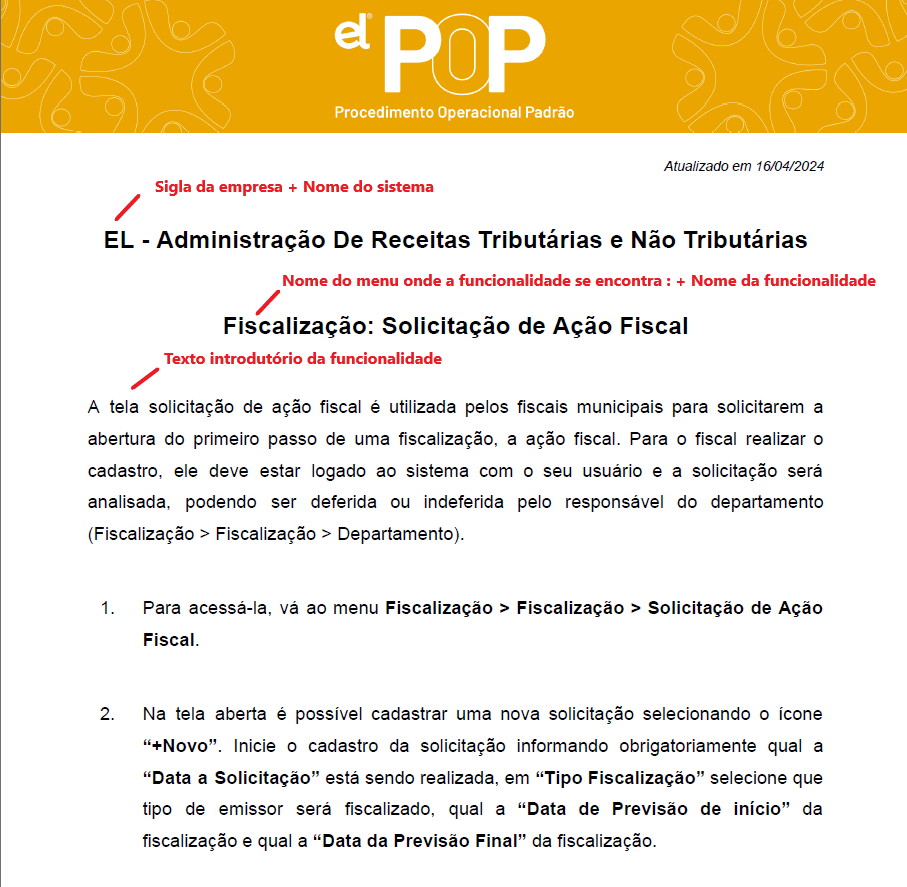 el® POP
Procedimento Operacional Padrão
Atualizado em 16/04/2024
Sigla da empresa + Nome do sistema
EL - Administração De Receitas Tributárias e Não Tributárias
Nome do menu onde a funcionalidade se encontra : + Nome da funcionalidade
Fiscalização: Solicitação de Ação Fiscal
Texto introdutório da funcionalidade
A tela solicitação de ação fiscal é utilizada pelos fiscais municipais para solicitarem a
abertura do primeiro passo de uma fiscalização, a ação fiscal. Para o fiscal realizar o
cadastro, ele deve estar logado ao sistema com o seu usuário e a solicitação será
analisada, podendo ser deferida ou indeferida pelo responsável do departamento
(Fiscalização > Fiscalização > Departamento).
1. Para acessá-la, vá ao menu Fiscalização > Fiscalização > Solicitação de Ação
Fiscal.
2. Na tela aberta é possível cadastrar uma nova solicitação selecionando o ícone
“+Novo”. Inicie o cadastro da solicitação informando obrigatoriamente qual a
“Data a Solicitação” está sendo realizada, em “Tipo Fiscalização” selecione que
tipo de emissor será fiscalizado, qual a “Data de Previsão de início” da
fiscalização e qual a “Data da Previsão Final” da fiscalização.